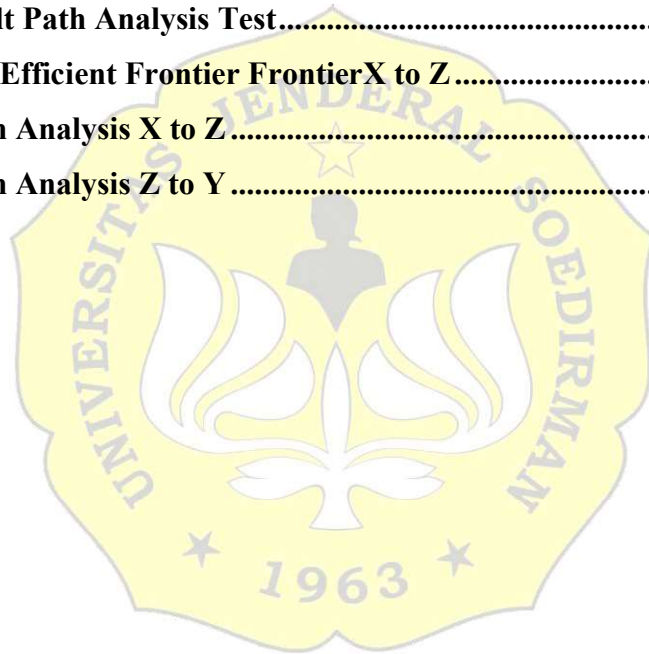 lt Path Analysis Test..........................................
Efficient Frontier FrontierX to Z..........................
n Analysis X to Z....................................................
n Analysis Z to Y....................................................
UNIVERSITAS JENDERAL SOEDIRMAN
1963